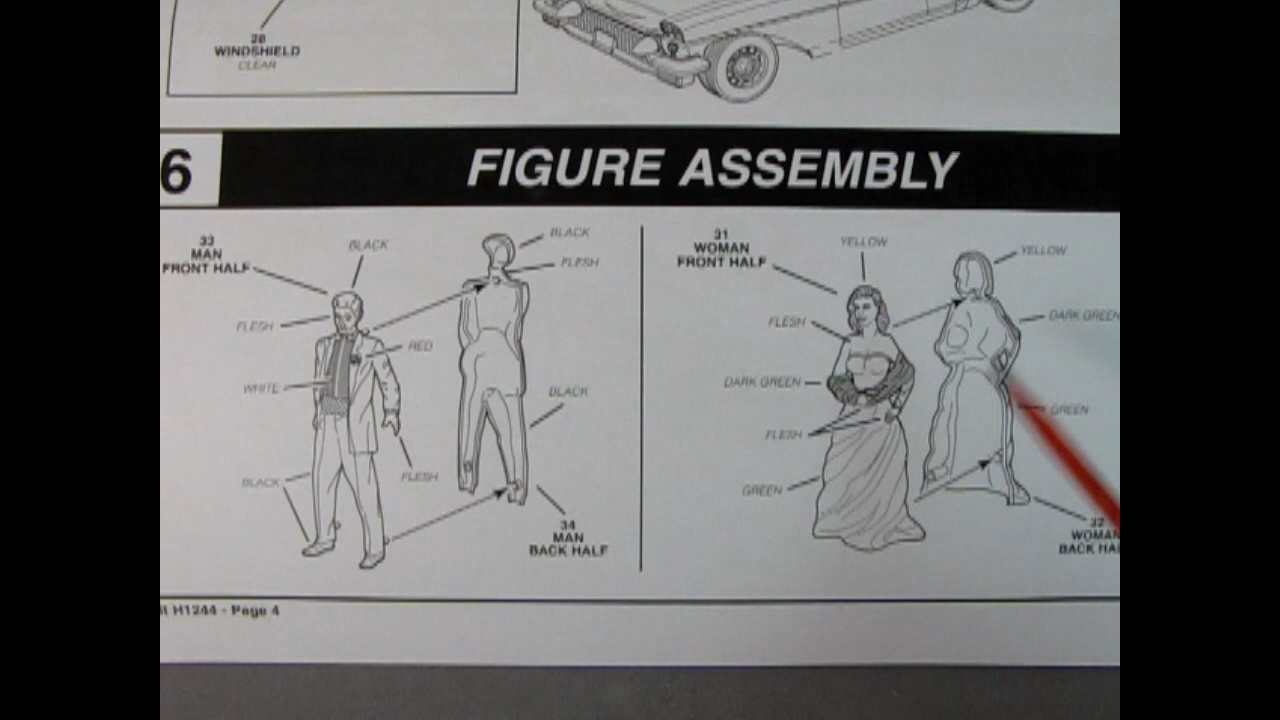 28
WINDSHIELD
CLEAR
6
FIGURE ASSEMBLY
33
MAN
FRONT HALF
BLACK
BLACK
FLESH
FLESH
RED
WHITE
BLACK
BLACK
FLESH
34
MAN
BACK HALF
31
WOMAN
FRONT HALF
YELLOW
YELLOW
FLESH
DARK GREEN
DARK GREEN
GREEN
FLESH
GREEN
32
WOMAN
BACK HA
H1244 - Page 4